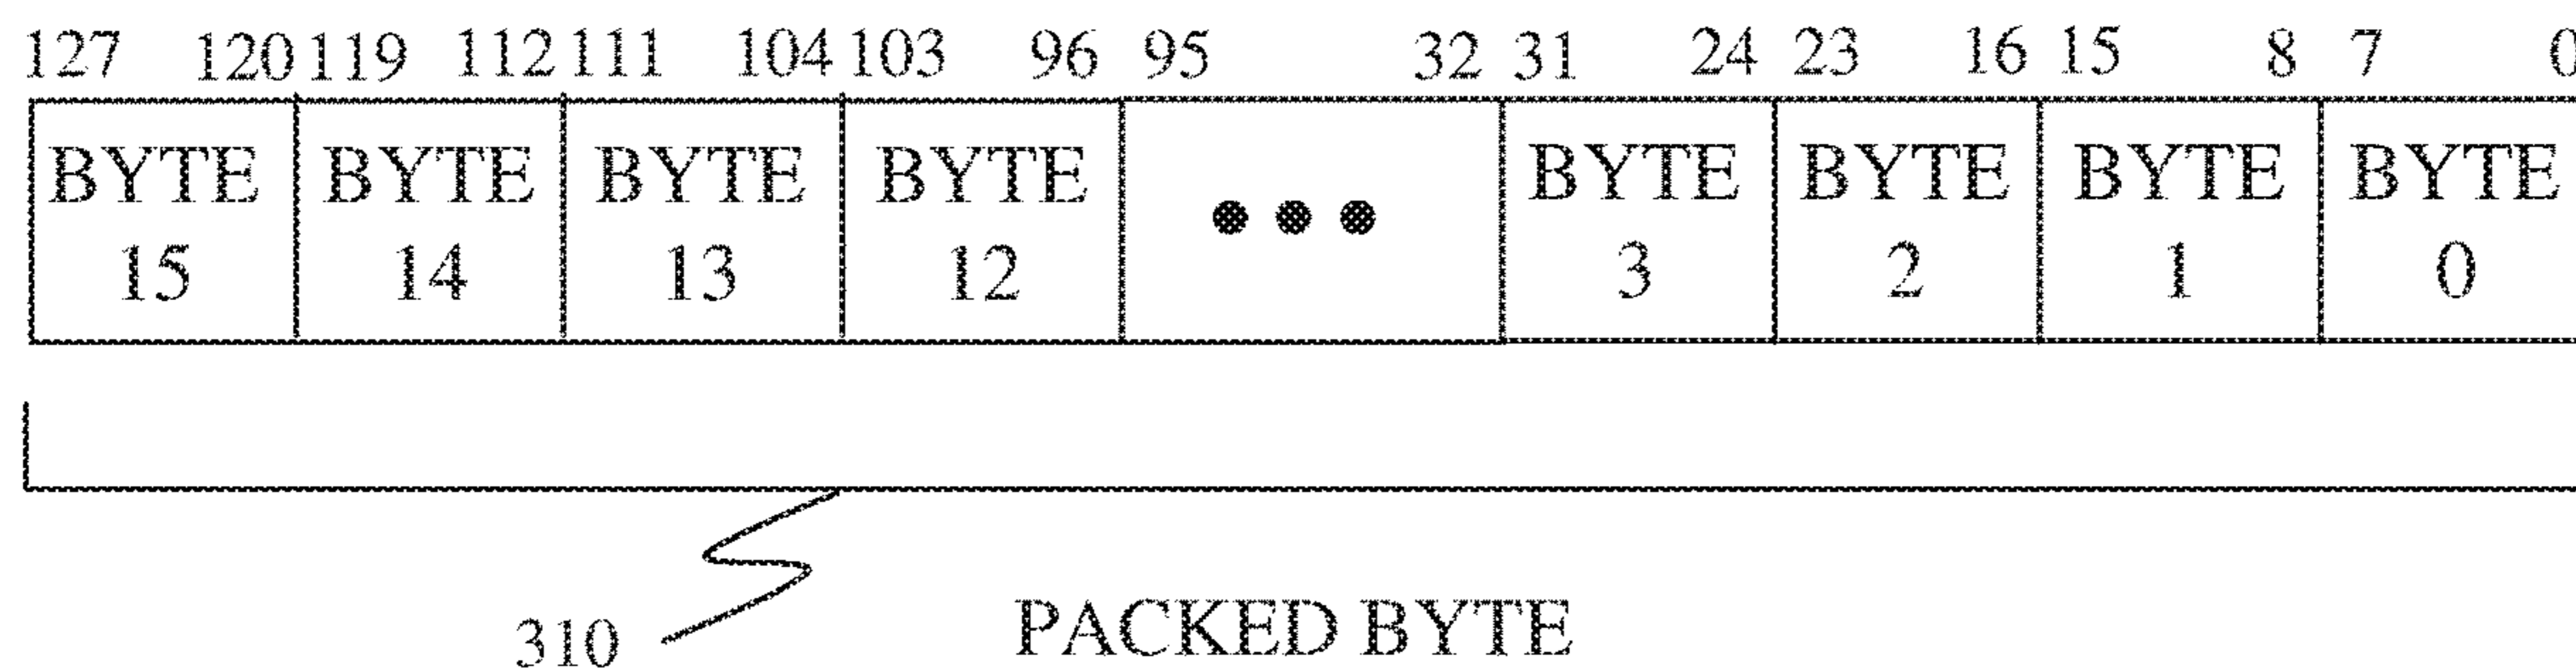 127 120 119 112 111 104 103 96 95 32 31 24 23 16 15 8 7 0
BYTE BYTE BYTE BYTE BYTE BYTE BYTE BYTE
15 14 13 12 ••• 3 2 1 0
310 PACKED BYTE